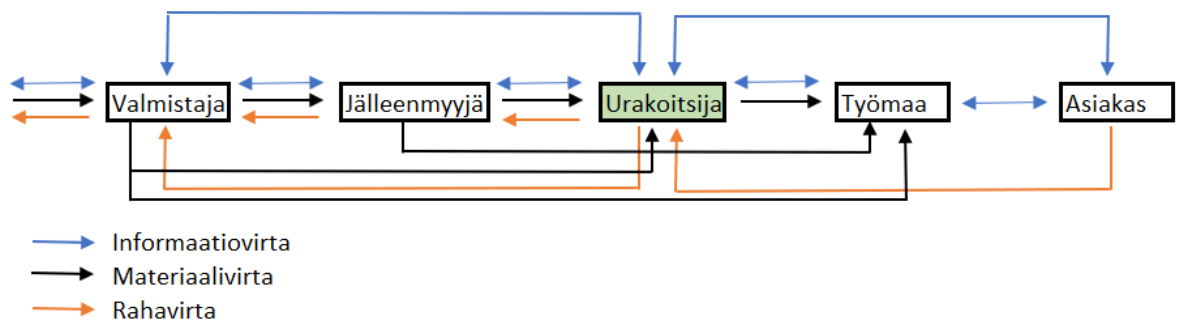 Valmistaja Jälleenmyyjä Urakoitsija Työmaa Asiakas
Informaatiovirta
Materiaalivirta
Rahavirta